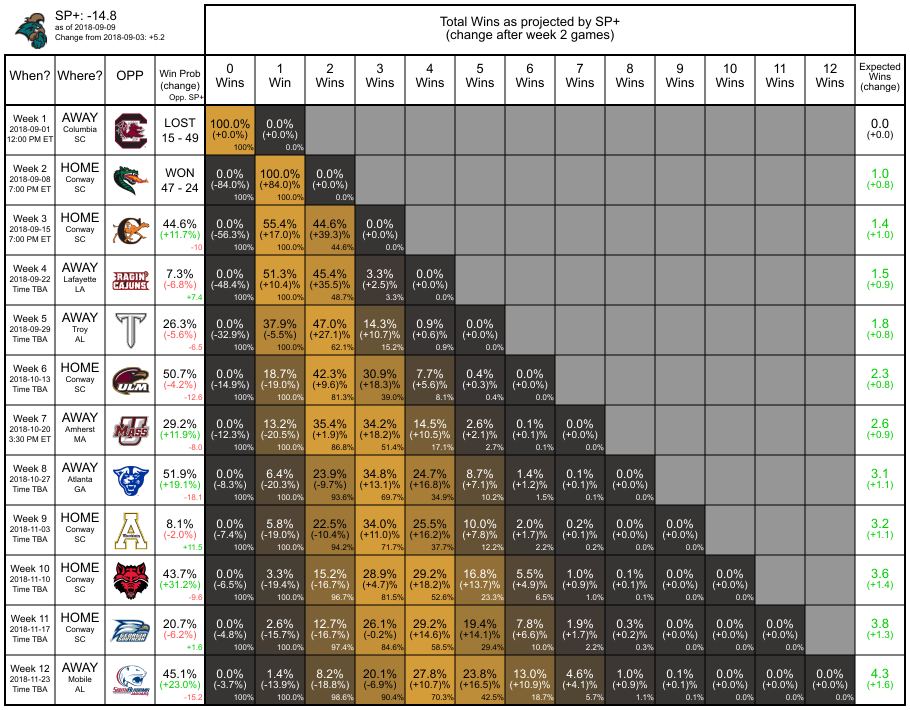 SP+: -14.8
as of 2018-09-09
Change from 2018-09-03: +5.2
Total Wins as projected by SP+
(change after week 2 games)
When? Where? OPP Win Prob (change) Opp. SP+ 0 Wins 1 Win 2 Wins 3 Wins 4 Wins 5 Wins 6 Wins 7 Wins 8 Wins 9 Wins 10 Wins 11 Wins 12 Wins Expected Wins (change)
Week 1 AWAY LOST 100.0% 0.0% 0.0
2018-09-01 Columbia 15 - 49 (+0.0%) (+0.0%) (+0.0)
12:00 PM ET SC 100% 0.0%
Week 2 HOME WON 0.0% 100.0% 0.0% 1.0
2018-09-08 Conway 47 - 24 (-84.0%) (+84.0)% (+0.0%) (+0.8)
7:00 PM ET SC 100% 100.0% 0.0%
Week 3 HOME 44.6% 0.0% 55.4% 44.6% 0.0% 1.4
2018-09-15 Conway (+11.7%) (-56.3%) (+17.0)% (+39.3)% (+0.0%) (+1.0)
7:00 PM ET SC -10 100% 100.0% 44.6% 0.0%
Week 4 AWAY RAGIN' CAJUNS 7.3% 0.0% 51.3% 45.4% 3.3% 0.0% 1.5
2018-09-22 Lafayette (-6.8%) (-48.4%) (+10.4)% (+35.5)% (+2.5)% (+0.0%) (+0.9)
Time TBA LA +7.4 100% 100.0% 48.7% 3.3% 0.0%
Week 5 AWAY T 26.3% 0.0% 37.9% 47.0% 14.3% 0.9% 0.0% 1.8
2018-09-29 Troy (-5.6%) (-32.9%) (-5.5%) (+27.1)% (+10.7)% (+0.6)% (+0.0%) (+0.8)
Time TBA AL -6.5 100% 100.0% 62.1% 15.2% 0.9% 0.0%
Week 6 HOME ULM 50.7% 0.0% 18.7% 42.3% 30.9% 7.7% 0.4% 0.0% 2.3
2018-10-13 Conway (-4.2%) (-14.9%) (-19.0%) (+9.6)% (+18.3)% (+5.6)% (+0.3)% (+0.0%) (+0.8)
Time TBA SC -12.6 100% 100.0% 81.3% 39.0% 8.1% 0.4% 0.0%
Week 7 AWAY MASS 29.2% 0.0% 13.2% 35.4% 34.2% 14.5% 2.6% 0.1% 0.0% 2.6
2018-10-20 Amherst (+11.9%) (-12.3%) (-20.5%) (+1.9)% (+18.2)% (+10.5)% (+2.1)% (+0.1)% (+0.0%) (+0.9)
3:30 PM ET MA -8.0 100% 100.0% 86.8% 51.4% 17.1% 2.7% 0.1% 0.0%
Week 8 AWAY 51.9% 0.0% 6.4% 23.9% 34.8% 24.7% 8.7% 1.4% 0.1% 0.0% 3.1
2018-10-27 Atlanta (+19.1%) (-8.3%) (-20.3%) (-9.7%) (+13.1)% (+16.8)% (+7.1)% (+1.2)% (+0.1)% (+0.0%) (+1.1)
Time TBA GA -18.1 100% 100.0% 93.6% 69.7% 34.9% 10.2% 1.5% 0.1% 0.0%
Week 9 HOME A 8.1% 0.0% 5.8% 22.5% 34.0% 25.5% 10.0% 2.0% 0.2% 0.0% 0.0% 3.2
2018-11-03 Conway (-2.0%) (-7.4%) (-19.0%) (-10.4%) (+11.0)% (+16.2)% (+7.8)% (+1.7)% (+0.2)% (+0.0%) (+0.0%) (+1.1)
Time TBA SC +11.5 100% 100.0% 94.2% 71.7% 37.7% 12.2% 2.2% 0.2% 0.0% 0.0%
Week 10 HOME 43.7% 0.0% 3.3% 15.2% 28.9% 29.2% 16.8% 5.5% 1.0% 0.1% 0.0% 0.0% 3.6
2018-11-10 Conway (+31.2%) (-6.5%) (-19.4%) (-16.7%) (+4.7)% (+18.2)% (+13.7)% (+4.9)% (+0.9)% (+0.1)% (+0.0%) (+0.0%) (+1.4)
Time TBA SC -9.6 100% 100.0% 96.7% 81.5% 52.6% 23.3% 6.5% 1.0% 0.1% 0.0% 0.0%
Week 11 HOME GEORGIA SOUTHERN 20.7% 0.0% 2.6% 12.7% 26.1% 29.2% 19.4% 7.8% 1.9% 0.3% 0.0% 0.0% 0.0% 3.8
2018-11-17 Conway (-6.2%) (-4.8%) (-15.7%) (-16.7%) (-0.2%) (+14.6)% (+14.1)% (+6.6)% (+1.7)% (+0.2)% (+0.0%) (+0.0%) (+0.0%) (+1.3)
Time TBA SC +1.6 100% 100.0% 97.4% 84.6% 58.5% 29.4% 10.0% 2.2% 0.3% 0.0% 0.0% 0.0%
Week 12 AWAY SOUTH ALABAMA 45.1% 0.0% 1.4% 8.2% 20.1% 27.8% 23.8% 13.0% 4.6% 1.0% 0.1% 0.0% 0.0% 0.0% 4.3
2018-11-23 Mobile (+23.0%) (-3.7%) (-13.9%) (-18.8%) (-6.9%) (+10.7)% (+16.5)% (+10.9)% (+4.1)% (+0.9)% (+0.1)% (+0.0%) (+0.0%) (+0.0%) (+1.6)
Time TBA AL -15.2 100% 100.0% 98.6% 90.4% 70.3% 42.5% 18.7% 5.7% 1.1% 0.1% 0.0% 0.0% 0.0%